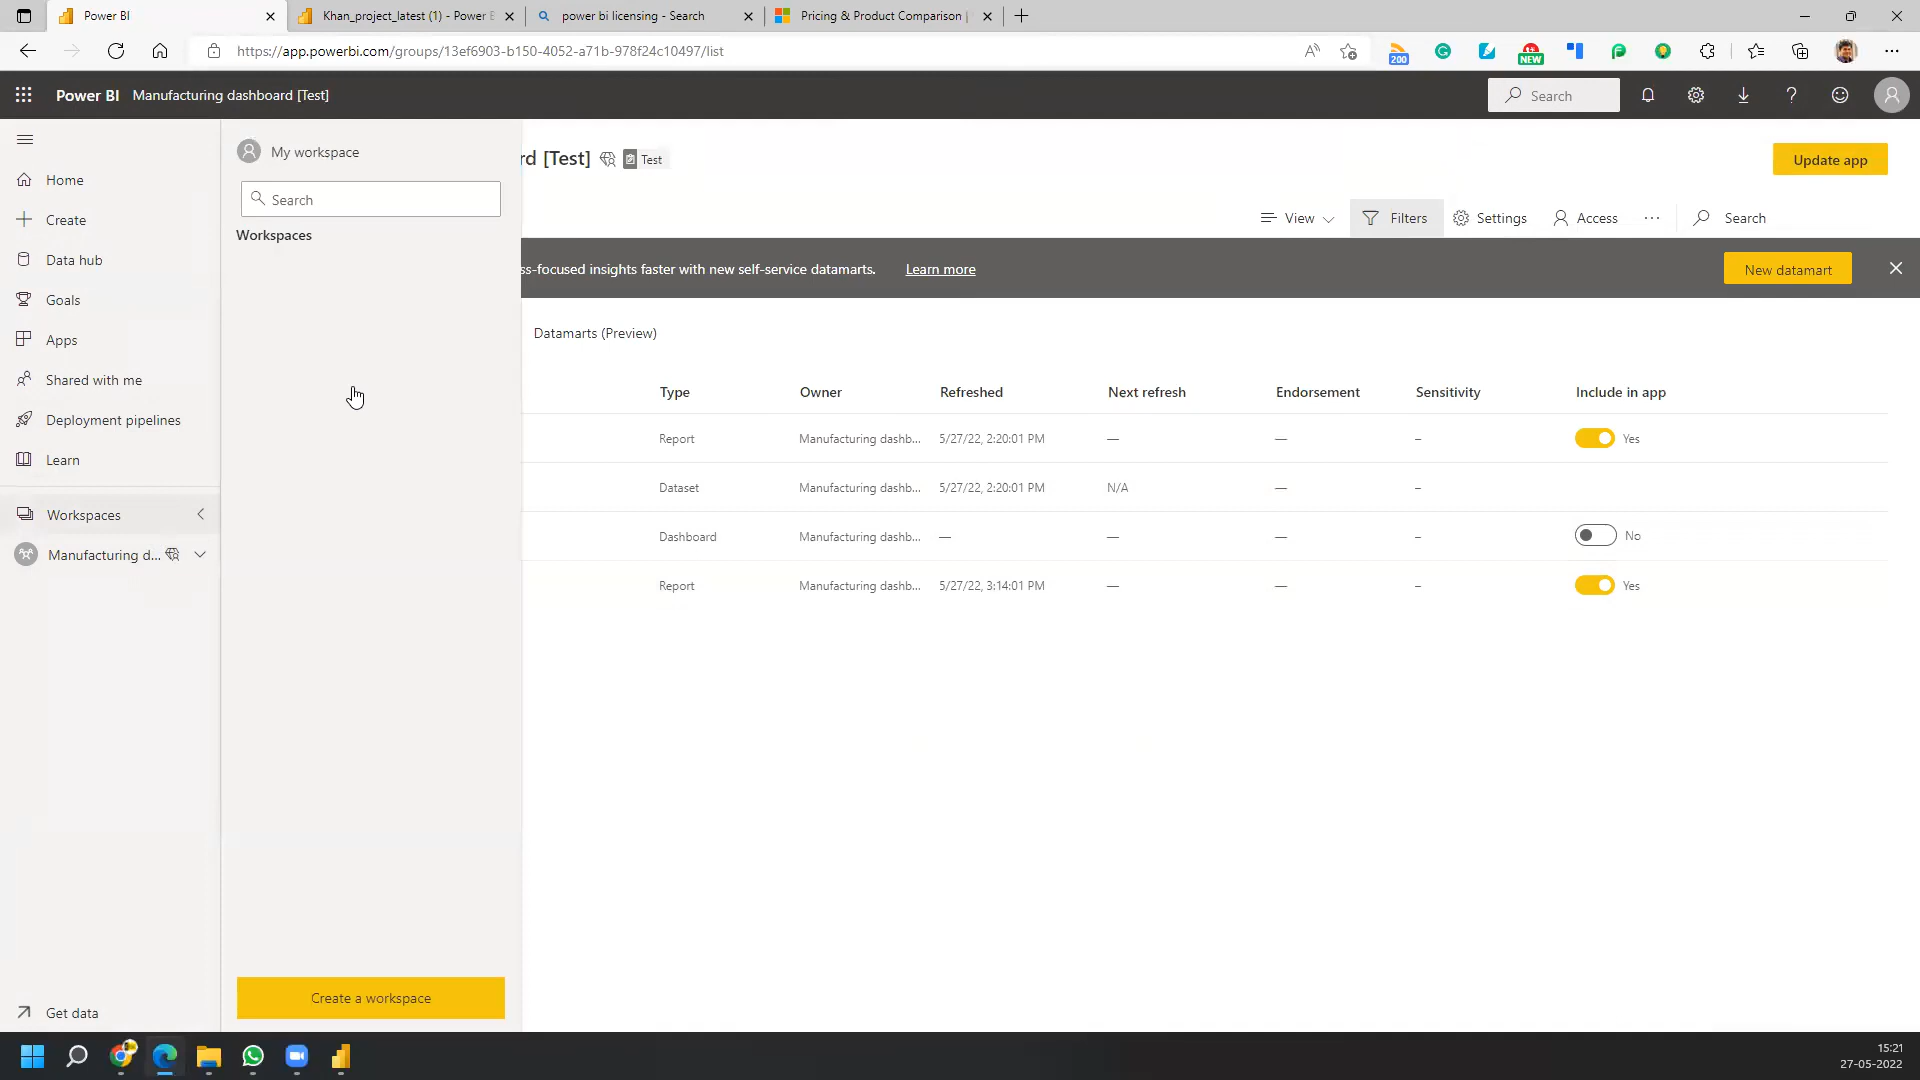 Power BI
Khan_project_latest (1) - Power B
power bi licensing - Search
Pricing & Product Comparison |
https://app.powerbi.com/groups/13ef6903-b150-4052-a71b-978f24c10497/list
200
NEW
Power BI Manufacturing dashboard [Test]
Search
My workspace
rd [Test] Test
Update app
Home
Search
Create
View Filters Settings Access ... Search
Workspaces
Data hub
ss-focused insights faster with new self-service datamarts. Learn more
New datamart
Goals
Datamarts (Preview)
Apps
Shared with me
Type Owner Refreshed Next refresh Endorsement Sensitivity Include in app
Deployment pipelines
Report Manufacturing dashb... 5/27/22, 2:20:01 PM — — – Yes
Learn
Dataset Manufacturing dashb... 5/27/22, 2:20:01 PM N/A — –
Workspaces
Dashboard Manufacturing dashb... — — — – No
Manufacturing d...
Report Manufacturing dashb... 5/27/22, 3:14:01 PM — — – Yes
Create a workspace
Get data
15:21
27-05-2022